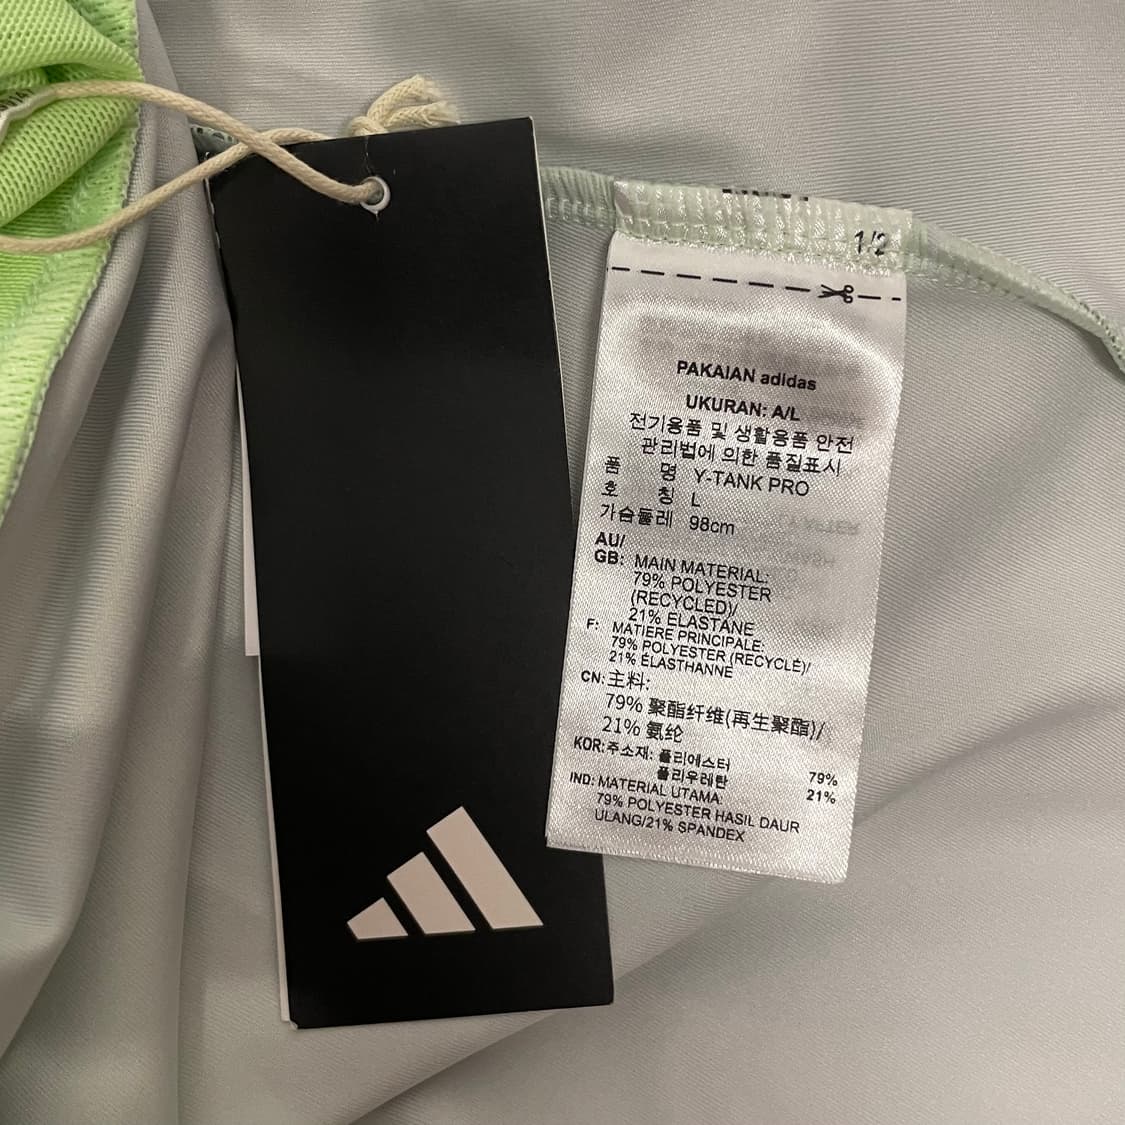 1/2
PAKAIAN adidas
UKURAN: A/L
전기용품 및 생활용품 안전
관리법에 의한 품질표시
품 명 Y-TANK PRO
호 칭 L
가슴둘레 98cm
AU/
GB: MAIN MATERIAL:
79% POLYESTER
(RECYCLED)/
21% ELASTANE
F: MATIERE PRINCIPALE:
79% POLYESTER (RECYCLÉ)/
21% ÉLASTHANNE
CN: 主料:
79% 聚酯纤维(再生聚酯)/
21% 氨纶
KOR: 주소재: 폴리에스터 79%
폴리우레탄 21%
IND: MATERIAL UTAMA:
79% POLYESTER HASIL DAUR
ULANG/21% SPANDEX